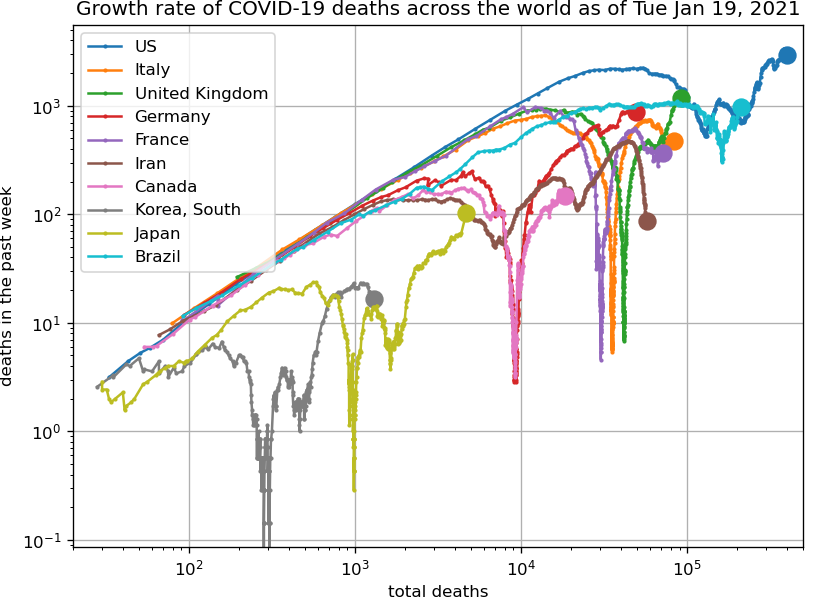 Growth rate of COVID-19 deaths across the world as of Tue Jan 19, 2021
US
Italy
United Kingdom
Germany
France
Iran
Canada
Korea, South
Japan
Brazil
deaths in the past week
10³
10²
10¹
10⁰
10⁻¹
10²
10³
10⁴
10⁵
total deaths